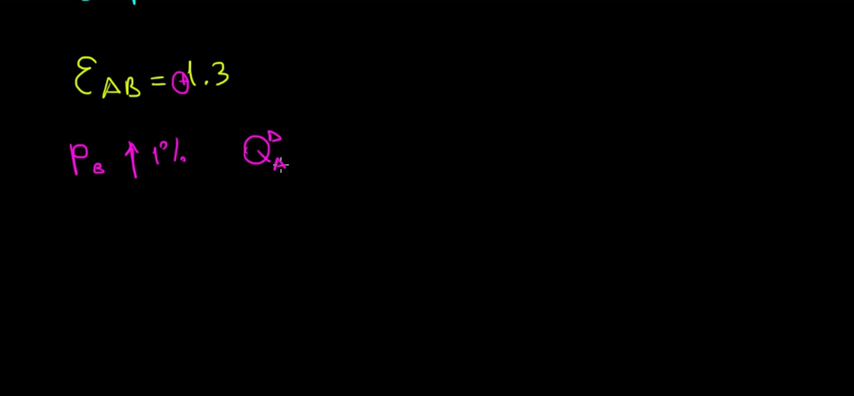 ε_AB = ⊕1.3
P_B ↑ 1% Q^D_A